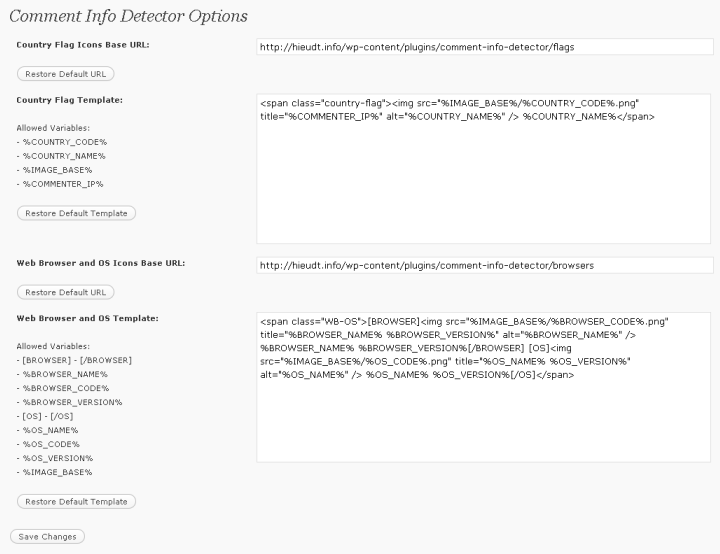 Comment Info Detector Options
Country Flag Icons Base URL:
http://hieudt.info/wp-content/plugins/comment-info-detector/flags
Restore Default URL
Country Flag Template:
Allowed Variables:
- %COUNTRY_CODE%
- %COUNTRY_NAME%
- %IMAGE_BASE%
- %COMMENTER_IP%
Restore Default Template
<span class="country-flag"><img src="%IMAGE_BASE%/%COUNTRY_CODE%.png"
title="%COMMENTER_IP%" alt="%COUNTRY_NAME%" /> %COUNTRY_NAME%</span>
Web Browser and OS Icons Base URL:
http://hieudt.info/wp-content/plugins/comment-info-detector/browsers
Restore Default URL
Web Browser and OS Template:
Allowed Variables:
- [BROWSER] - [/BROWSER]
- %BROWSER_NAME%
- %BROWSER_CODE%
- %BROWSER_VERSION%
- [OS] - [/OS]
- %OS_NAME%
- %OS_CODE%
- %OS_VERSION%
- %IMAGE_BASE%
Restore Default Template
<span class="WB-OS">[BROWSER]<img src="%IMAGE_BASE%/%BROWSER_CODE%.png"
title="%BROWSER_NAME% %BROWSER_VERSION%" alt="%BROWSER_NAME%" />
%BROWSER_NAME% %BROWSER_VERSION%[/BROWSER] [OS]<img
src="%IMAGE_BASE%/%OS_CODE%.png" title="%OS_NAME% %OS_VERSION%"
alt="%OS_NAME%" /> %OS_NAME% %OS_VERSION%[/OS]</span>
Save Changes